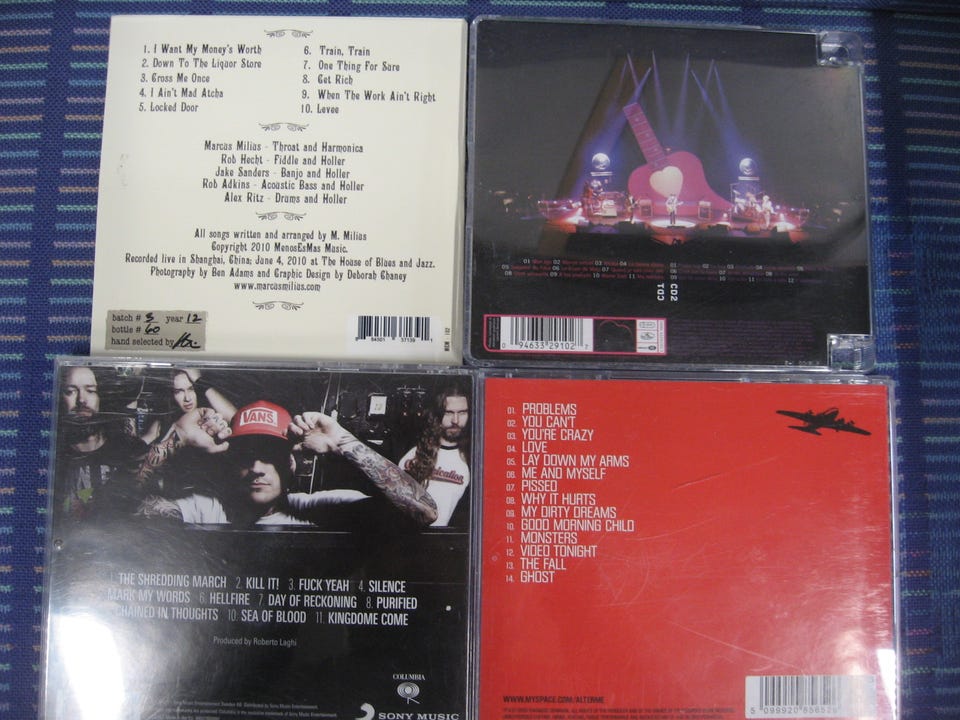 1. I Want My Money's Worth
2. Down To The Liquor Store
3. Cross Me Once
4. I Ain't Mad Atcha
5. Locked Door
6. Train, Train
7. One Thing For Sure
8. Get Rich
9. When The Work Ain't Right
10. Levee
Marcus Milius - Throat and Harmonica
Rob Hecht - Fiddle and Holler
Jake Sanders - Banjo and Holler
Rob Adkins - Acoustic Bass and Holler
Alex Ritz - Drums and Holler
All songs written and arranged by M. Milius
Copyright 2010 MenosEsMas Music.
Recorded live in Shanghai, China; June 4, 2010 at The House of Blues and Jazz.
Photography by Ben Adams and Graphic Design by Deborah Chaney
www.marcusmilius.com
batch # 5 year 12
bottle # 60
hand selected by
CD1
CD2
0 94633 29102 7
VANS
1. THE SHREDDING MARCH 2. KILL IT! 3. FUCK YEAH 4. SILENCE
MARK MY WORDS 6. HELLFIRE 7. DAY OF RECKONING 8. PURIFIED
CHAINED IN THOUGHTS 10. SEA OF BLOOD 11. KINGDOME COME
Produced by Roberto Laghi
COLUMBIA
SONY MUSIC
01. PROBLEMS
02. YOU CAN'T
03. YOU'RE CRAZY
04. LOVE
05. LAY DOWN MY ARMS
06. ME AND MYSELF
07. PISSED
08. WHY IT HURTS
09. MY DIRTY DREAMS
10. GOOD MORNING CHILD
11. MONSTERS
12. VIDEO TONIGHT
13. THE FALL
14. GHOST
WWW.MYSPACE.COM/ALTERME
5 099920 856526